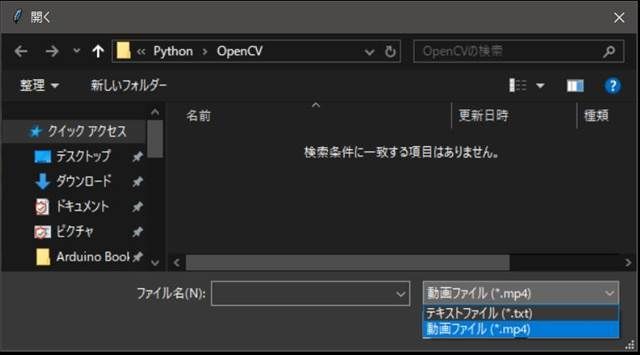 開く
« Python › OpenCV
OpenCVの検索
整理
新しいフォルダー
名前
更新日時
種類
クイック アクセス
デスクトップ
ダウンロード
ドキュメント
ピクチャ
Arduino Book
検索条件に一致する項目はありません。
ファイル名(N):
動画ファイル (*.mp4)
テキストファイル (*.txt)
動画ファイル (*.mp4)